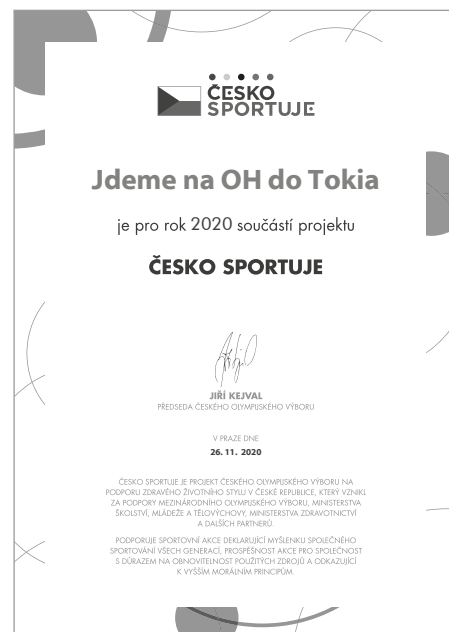 ČESKO
SPORTUJE
Jdeme na OH do Tokia
je pro rok 2020 součástí projektu
ČESKO SPORTUJE
JIŘÍ KEJVAL
PŘEDSEDA ČESKÉHO OLYMPIJSKÉHO VÝBORU
V PRAZE DNE
26. 11. 2020
ČESKO SPORTUJE JE PROJEKT ČESKÉHO OLYMPIJSKÉHO VÝBORU NA
PODPORU ZDRAVÉHO ŽIVOTNÍHO STYLU V ČESKÉ REPUBLICE, KTERÝ VZNIKL
ZA PODPORY MEZINÁRODNÍHO OLYMPIJSKÉHO VÝBORU, MINISTERSTVA
ŠKOLSTVÍ, MLÁDEŽE A TĚLOVÝCHOVY, MINISTERSTVA ZDRAVOTNICTVÍ
A DALŠÍCH PARTNERŮ.
PODPORUJE SPORTOVNÍ AKCE DEKLARUJÍCÍ MYŠLENKU SPOLEČNÉHO
SPORTOVÁNÍ VŠECH GENERACÍ, PROSPĚŠNOST AKCE PRO SPOLEČNOST
S DŮRAZEM NA OBNOVITELNOST POUŽITÝCH ZDROJŮ A ODKAZUJÍCÍ
K VYŠŠÍM MORÁLNÍM PRINCIPŮM.